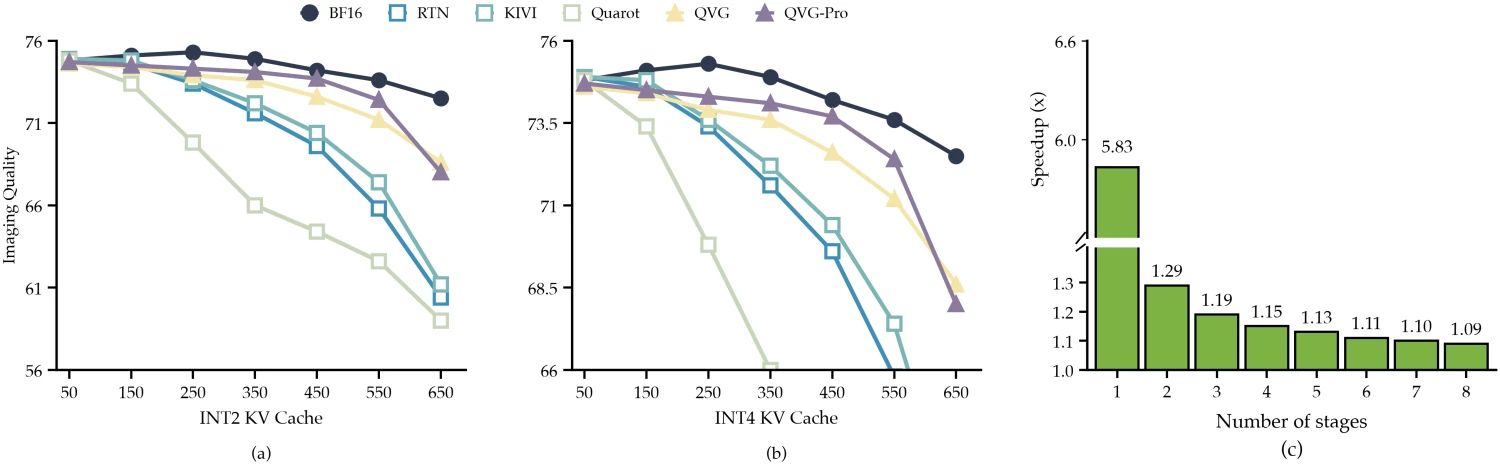 BF16 RTN KIVI Quarot QVG QVG-Pro
Imaging Quality
76
71
66
61
56
50 150 250 350 450 550 650
INT2 KV Cache
(a)
76
73.5
71
68.5
66
50 150 250 350 450 550 650
INT4 KV Cache
(b)
Speedup (x)
6.6
6.0
1.3
1.2
1.1
1.0
5.83
1.29
1.19
1.15
1.13
1.11
1.10
1.09
1 2 3 4 5 6 7 8
Number of stages
(c)